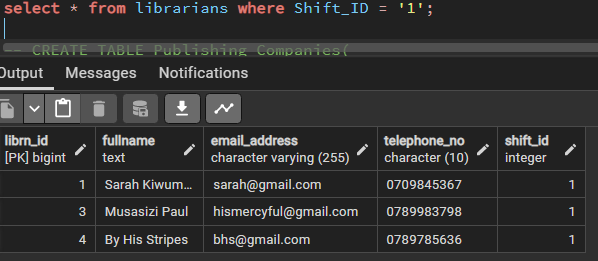 select * from librarians where Shift_ID = '1';
-- CREATE TABLE Publishing Companies(
Output Messages Notifications
librn_id fullname email_address telephone_no shift_id
[PK] bigint text character varying (255) character (10) integer
1 Sarah Kiwum... sarah@gmail.com 0709845367 1
3 Musasizi Paul hismercyful@gmail.com 0789983798 1
4 By His Stripes bhs@gmail.com 0789785636 1